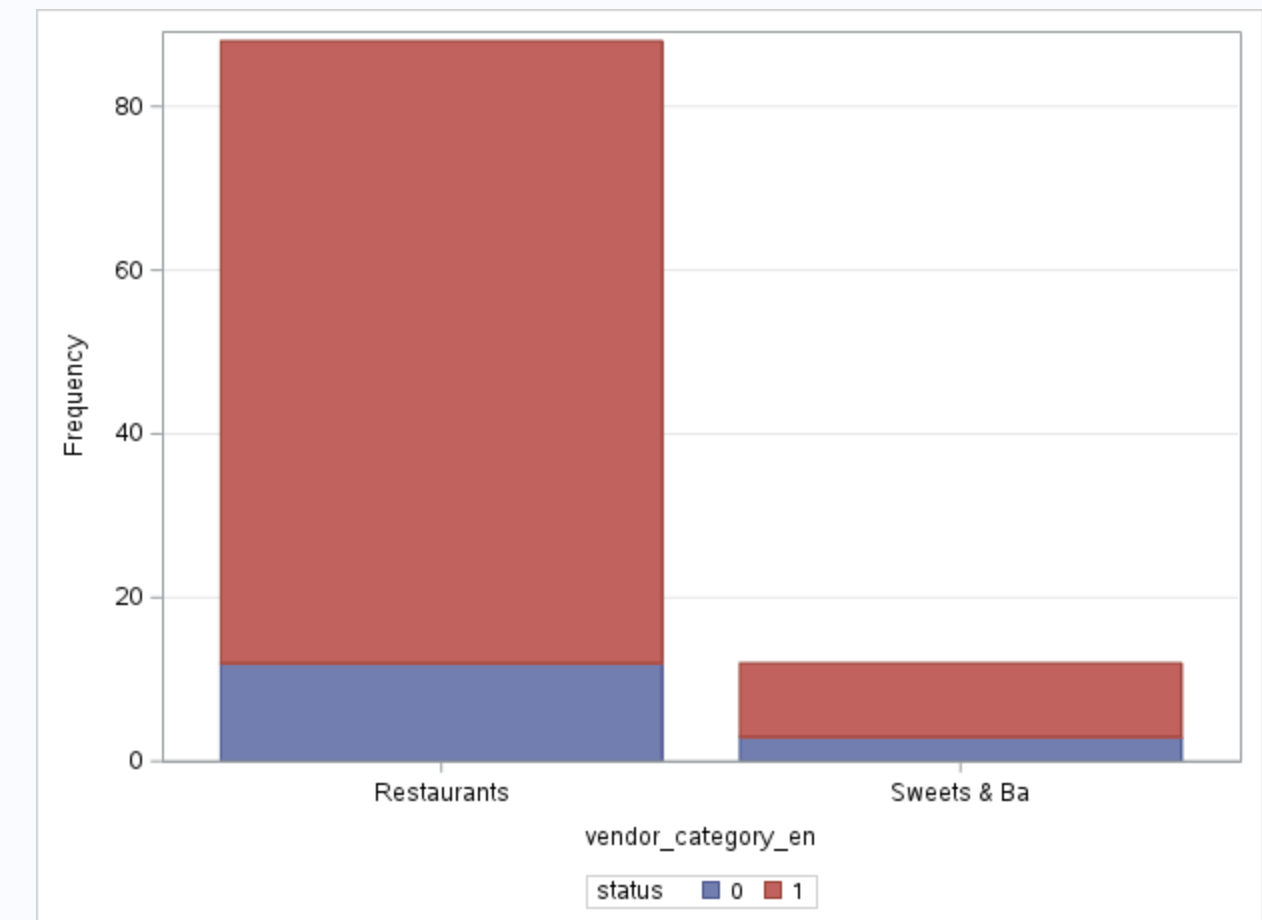 80
60
40
20
0
Frequency
Restaurants Sweets & Ba
vendor_category_en
status 0 1